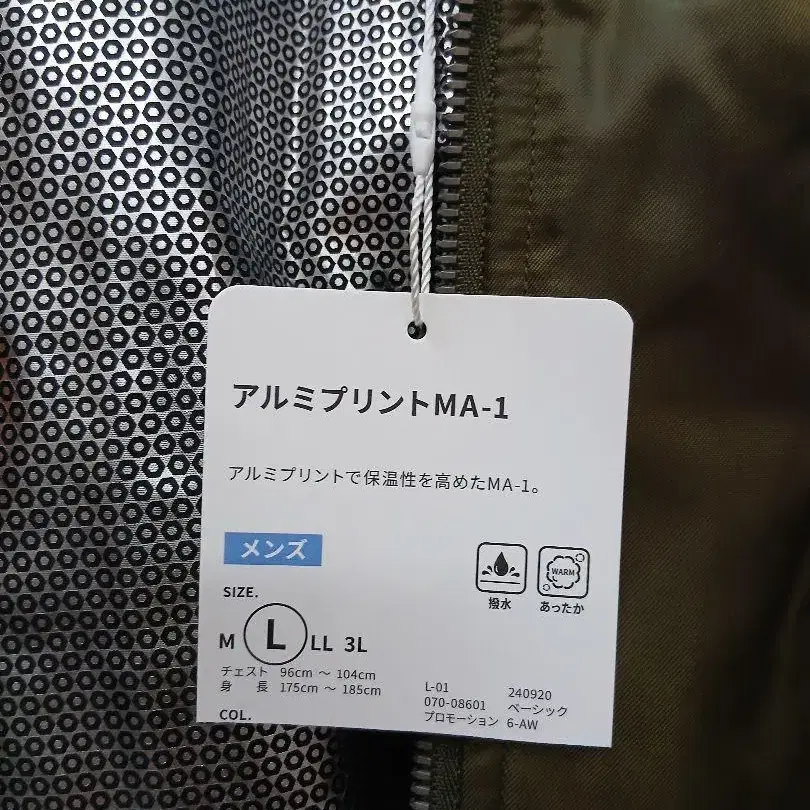 アルミプリントMA-1
アルミプリントで保温性を高めたMA-1。
メンズ
WARM
撥水 あったか
SIZE.
M L LL 3L
チェスト 96cm ～ 104cm
身 長 175cm ～ 185cm
L-01 240920
070-08601 ベーシック
プロモーション 6-AW
COL.